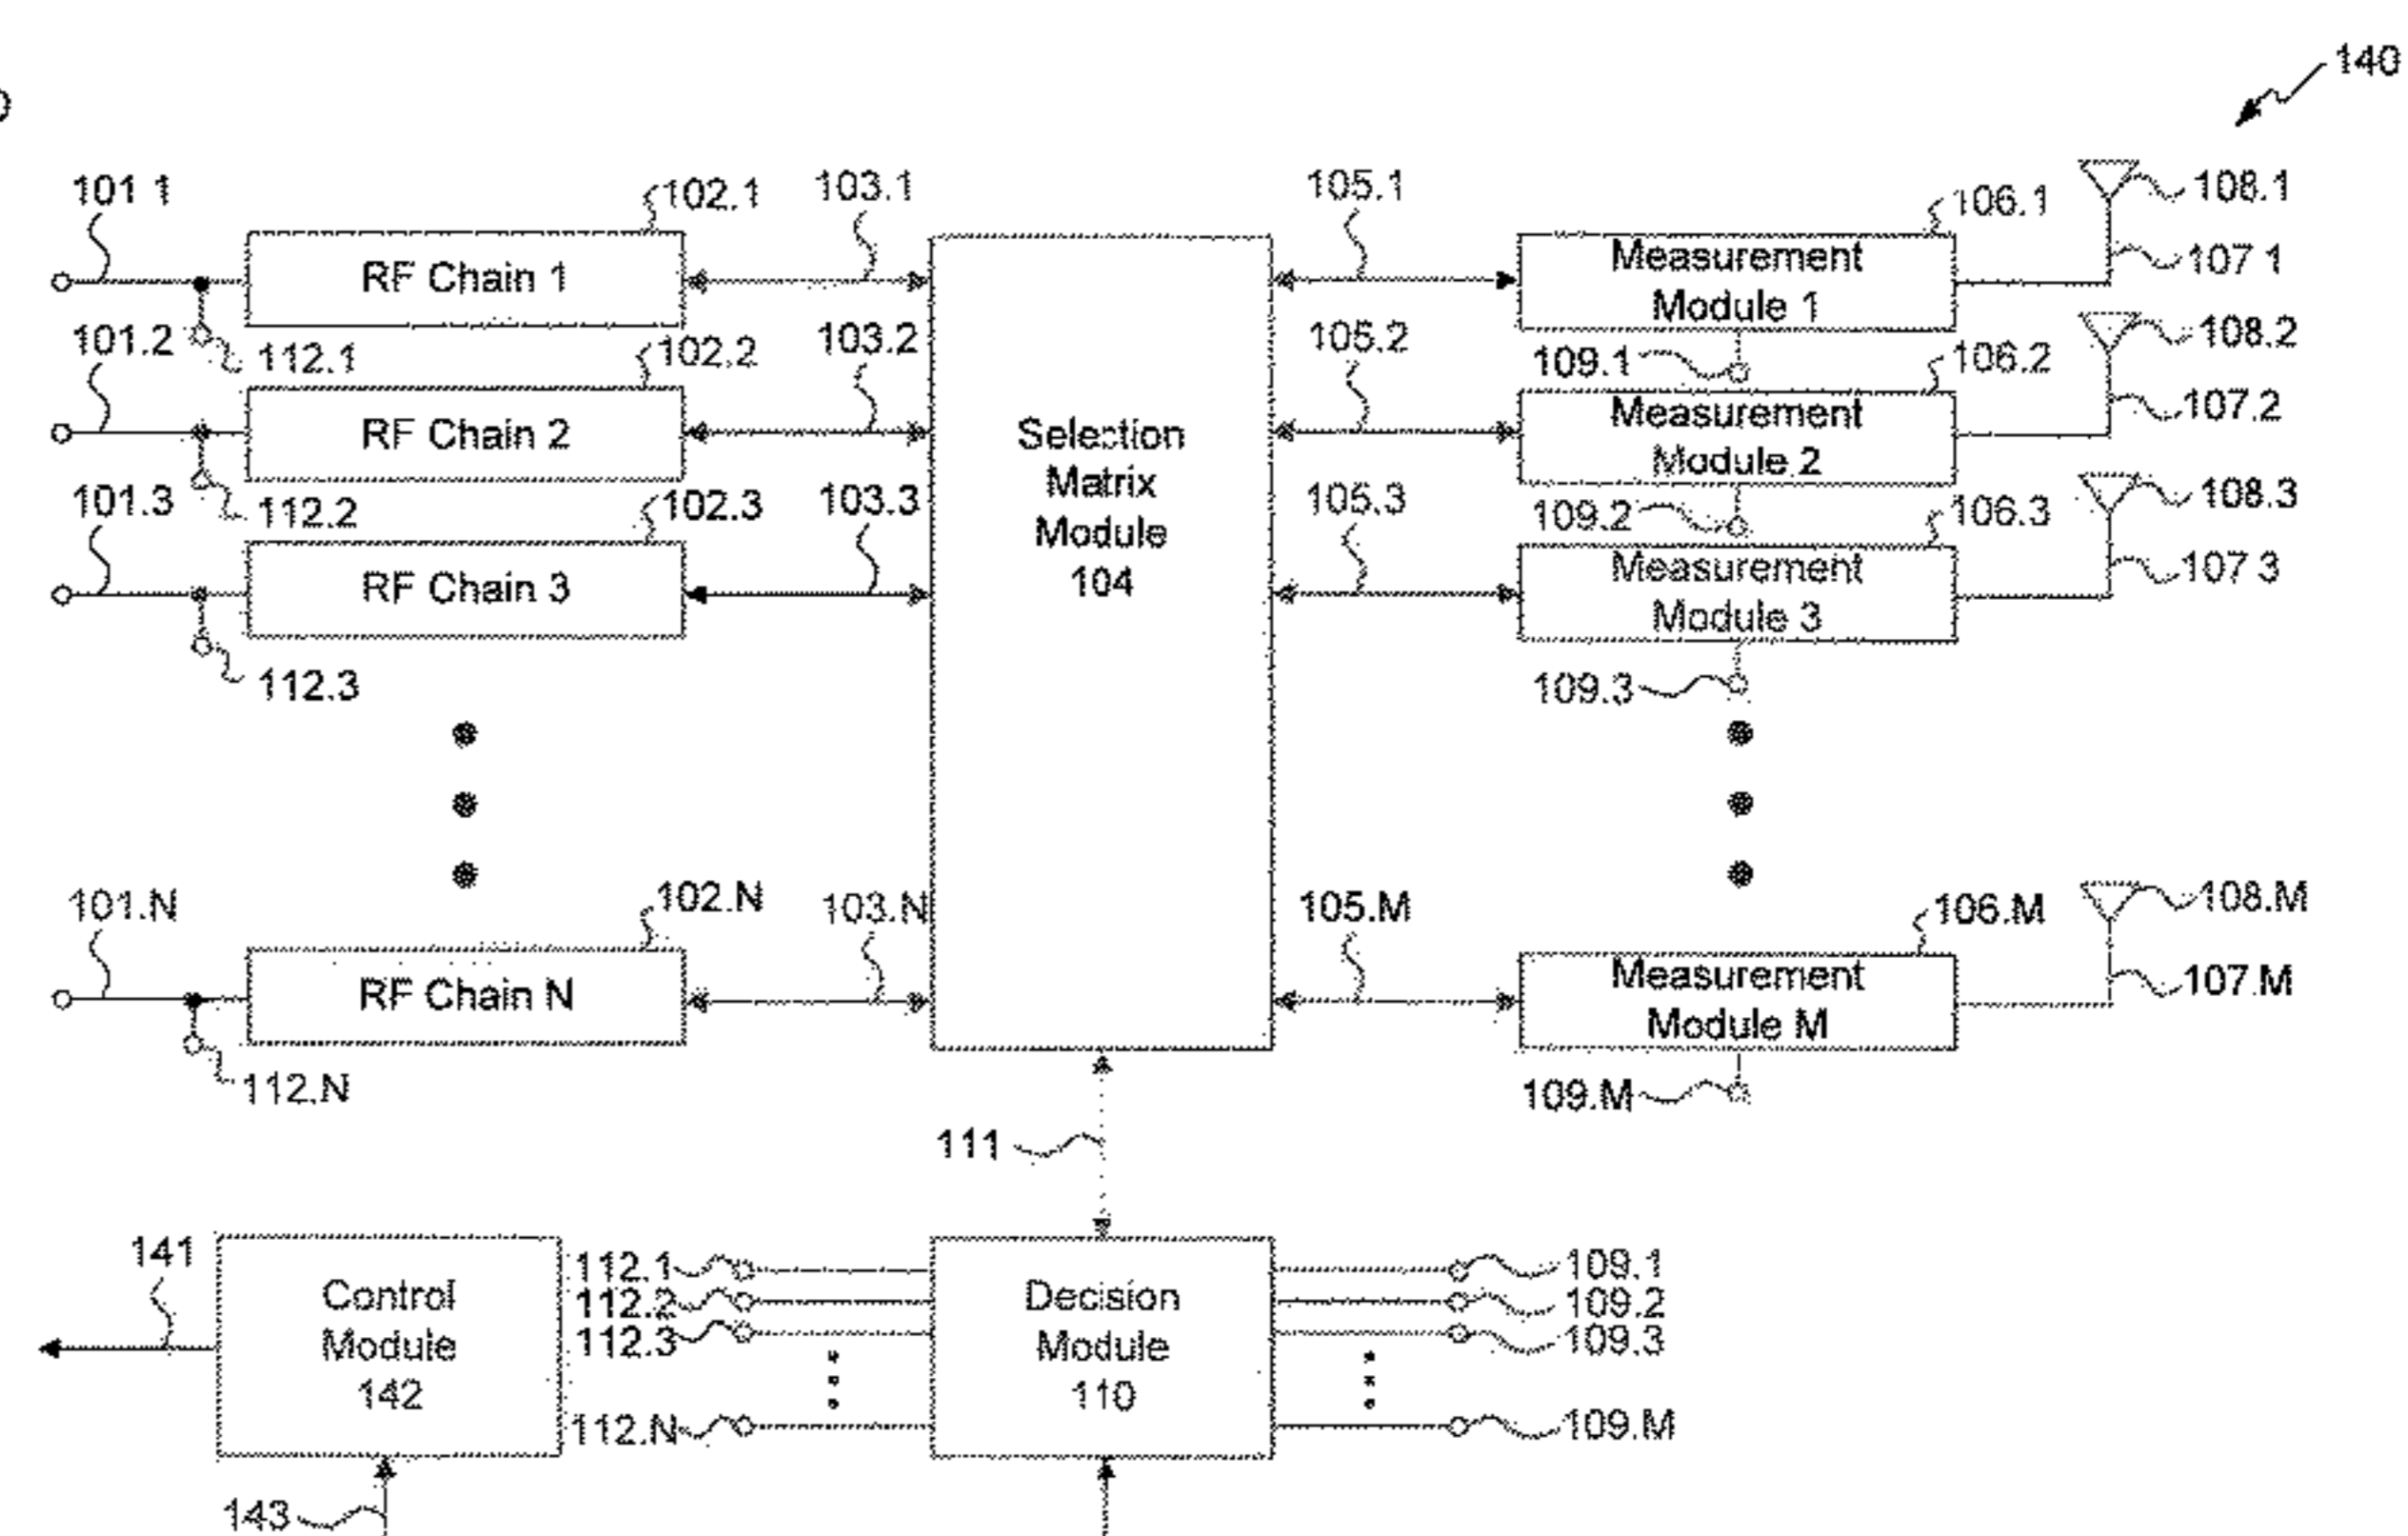 140
101 1
102.1
103.1
105.1
106.1
108.1
RF Chain 1
Measurement
Module 1
107 1
112.1
109.1
101.2
102.2
103.2
105.2
106.2
108.2
RF Chain 2
Measurement
Module 2
107.2
112.2
109.2
101.3
102.3
103.3
105.3
106.3
108.3
RF Chain 3
Measurement
Module 3
107 3
112.3
109.3
Selection
Matrix
Module
104
101.N
102.N
103.N
105.M
106.M
108.M
RF Chain N
Measurement
Module M
107.M
112.N
109.M
111
141
Control
Module
142
143
112.1
112.2
112.3
112.N
Decision
Module
110
109.1
109.2
109.3
109.M